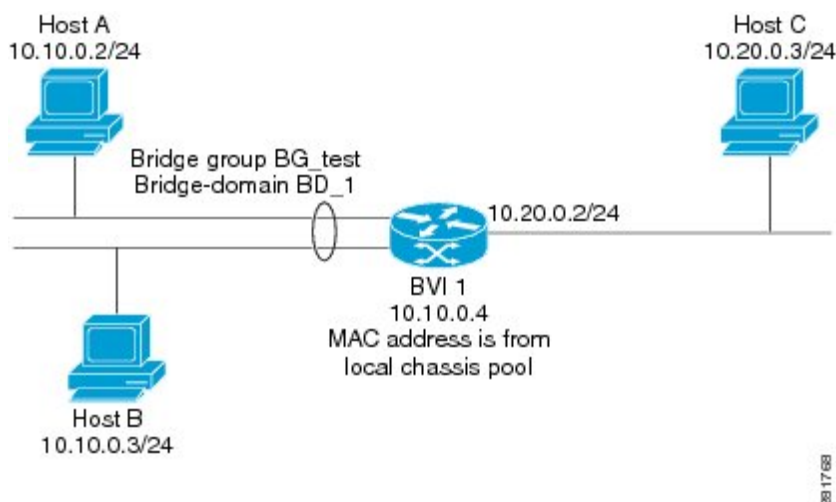 Host A
10.10.0.2/24
Host C
10.20.0.3/24
Bridge group BG_test
Bridge-domain BD_1
10.20.0.2/24
BVI 1
10.10.0.4
MAC address is from
local chassis pool
Host B
10.10.0.3/24